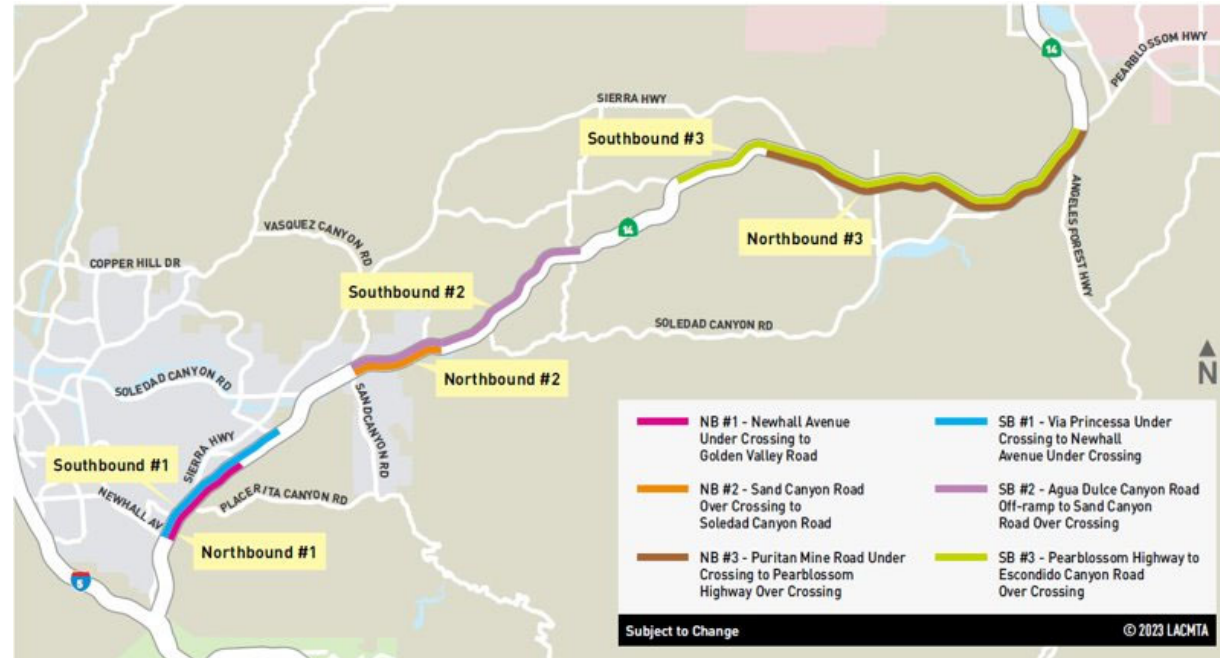 14
PEARBLOSSOM HWY
SIERRA HWY
Southbound #3
ANGELES FOREST HWY
VASQUEZ CANYON RD
14
Northbound #3
COPPER HILL DR
Southbound #2
SOLEDAD CANYON RD
Northbound #2
SOLEDAD CANYON RD
SANDCANYON RD
SIERRA HWY
Southbound #1
PLACERITA CANYON RD
NEWHALL AV
Northbound #1
5
N
NB #1 - Newhall Avenue
Under Crossing to
Golden Valley Road
NB #2 - Sand Canyon Road
Over Crossing to
Soledad Canyon Road
NB #3 - Puritan Mine Road Under
Crossing to Pearblossom
Highway Over Crossing
SB #1 - Via Princessa Under
Crossing to Newhall
Avenue Under Crossing
SB #2 - Agua Dulce Canyon Road
Off-ramp to Sand Canyon
Road Over Crossing
SB #3 - Pearblossom Highway to
Escondido Canyon Road
Over Crossing
Subject to Change
© 2023 LACMTA